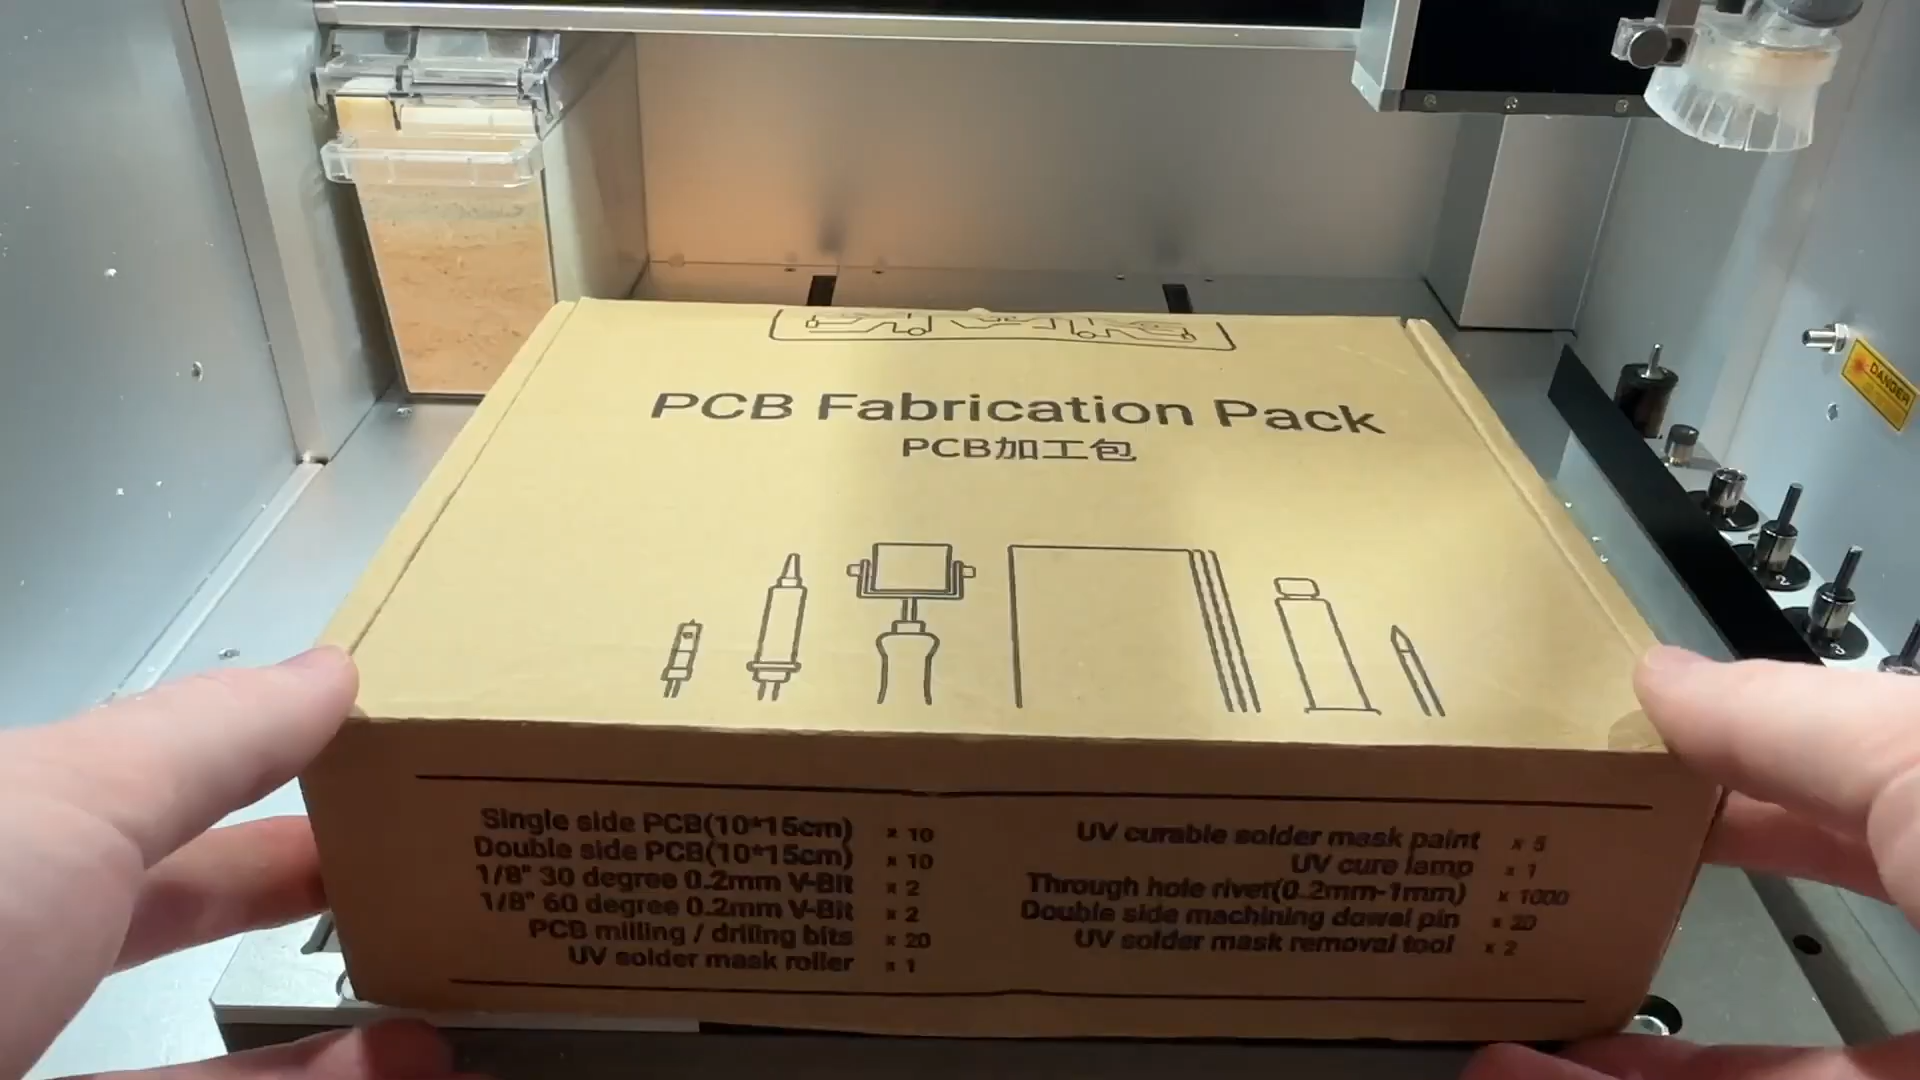 PCB Fabrication Pack
PCB加工包
Single side PCB(10*15cm) x 10
Double side PCB(10*15cm) x 10
1/8" 30 degree 0.2mm V-Bit x 2
1/8" 60 degree 0.2mm V-Bit x 2
PCB milling / drilling bits x 20
UV solder mask roller x 1
UV curable solder mask paint x 5
UV cure lamp x 1
Through hole rivet(0.2mm-1mm) x 1000
Double side machining dowel pin x 20
UV solder mask removal tool x 2
DANGER
1
2
3